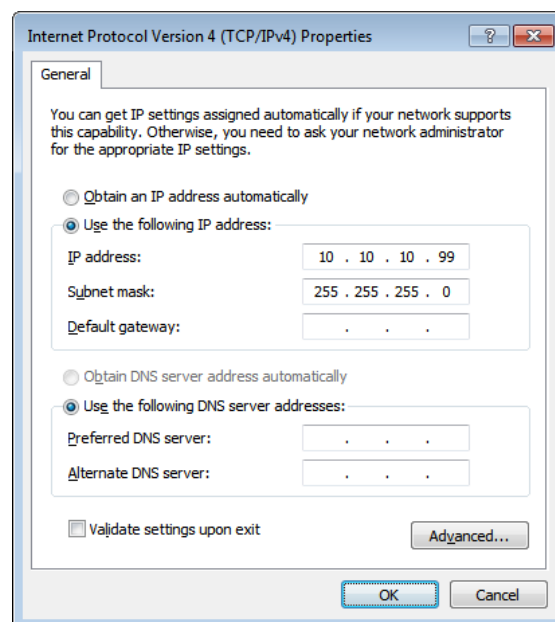 Internet Protocol Version 4 (TCP/IPv4) Properties
General
You can get IP settings assigned automatically if your network supports
this capability. Otherwise, you need to ask your network administrator
for the appropriate IP settings.
Obtain an IP address automatically
Use the following IP address:
IP address: 10 . 10 . 10 . 99
Subnet mask: 255 . 255 . 255 . 0
Default gateway: . . .
Obtain DNS server address automatically
Use the following DNS server addresses:
Preferred DNS server: . . .
Alternate DNS server: . . .
Validate settings upon exit
Advanced...
OK Cancel